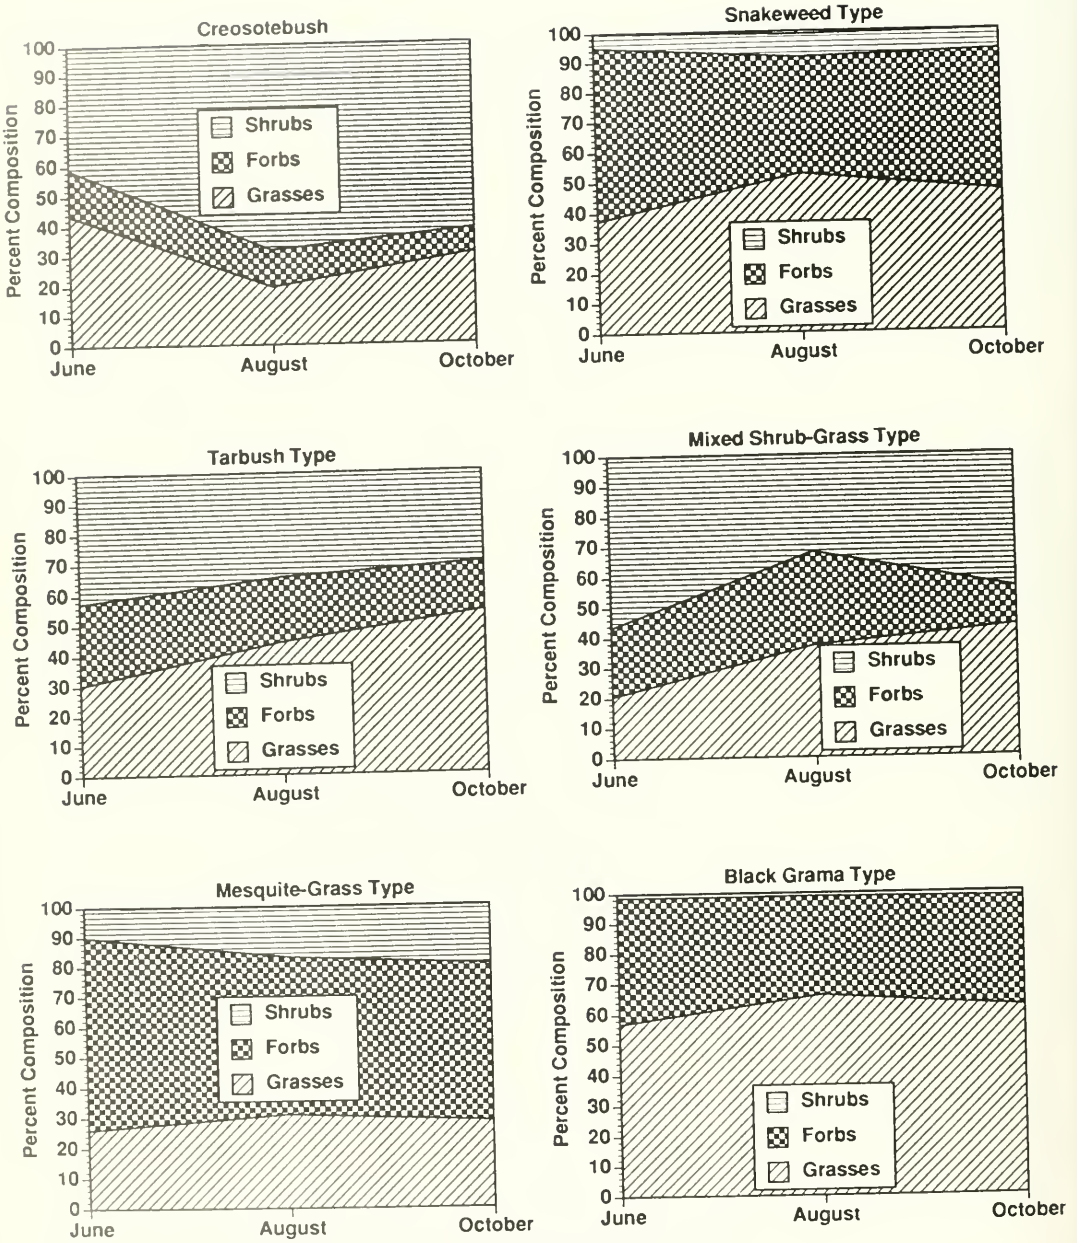 Creosotebush
100
90
80
70
60
50
40
30
20
10
0
Percent Composition
Shrubs
Forbs
Grasses
June August October
Snakeweed Type
100
90
80
70
60
50
40
30
20
10
0
Percent Composition
Shrubs
Forbs
Grasses
June August October
Tarbush Type
100
90
80
70
60
50
40
30
20
10
0
Percent Composition
Shrubs
Forbs
Grasses
June August October
Mixed Shrub-Grass Type
100
90
80
70
60
50
40
30
20
10
0
Percent Composition
Shrubs
Forbs
Grasses
June August October
Mesquite-Grass Type
100
90
80
70
60
50
40
30
20
10
0
Percent Composition
Shrubs
Forbs
Grasses
June August October
Black Grama Type
100
90
80
70
60
50
40
30
20
10
0
Percent Composition
Shrubs
Forbs
Grasses
June August October